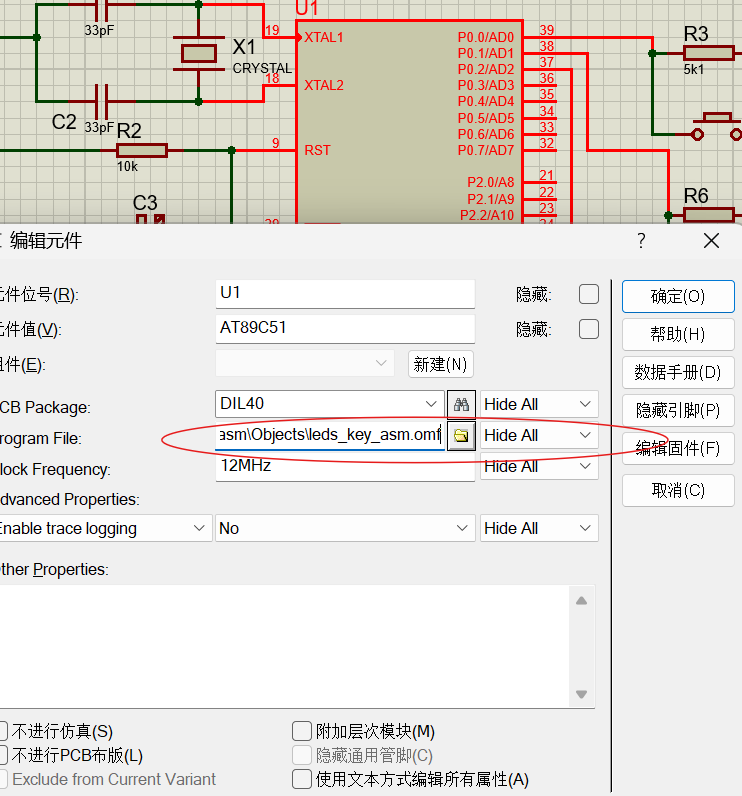 U1
33pF
19
XTAL1
P0.0/AD0
39
R3
X1
P0.1/AD1
38
CRYSTAL
P0.2/AD2
37
5k1
18
XTAL2
P0.3/AD3
36
P0.4/AD4
35
C2
33pF
R2
P0.5/AD5
34
P0.6/AD6
33
9
RST
P0.7/AD7
32
10k
P2.0/A8
21
C3
P2.1/A9
22
R6
P2.2/A10
23
编辑元件
?
元件位号(R):
U1
隐藏:
确定(O)
元件值(V):
AT89C51
隐藏:
帮助(H)
组件(E):
新建(N)
数据手册(D)
CB Package:
DIL40
Hide All
隐藏引脚(P)
rogram File:
asm\Objects\leds_key_asm.omf
Hide All
编辑固件(F)
lock Frequency:
12MHz
Hide All
取消(C)
dvanced Properties:
Enable trace logging
No
Hide All
ther Properties:
不进行仿真(S)
附加层次模块(M)
不进行PCB布版(L)
隐藏通用管脚(C)
Exclude from Current Variant
使用文本方式编辑所有属性(A)